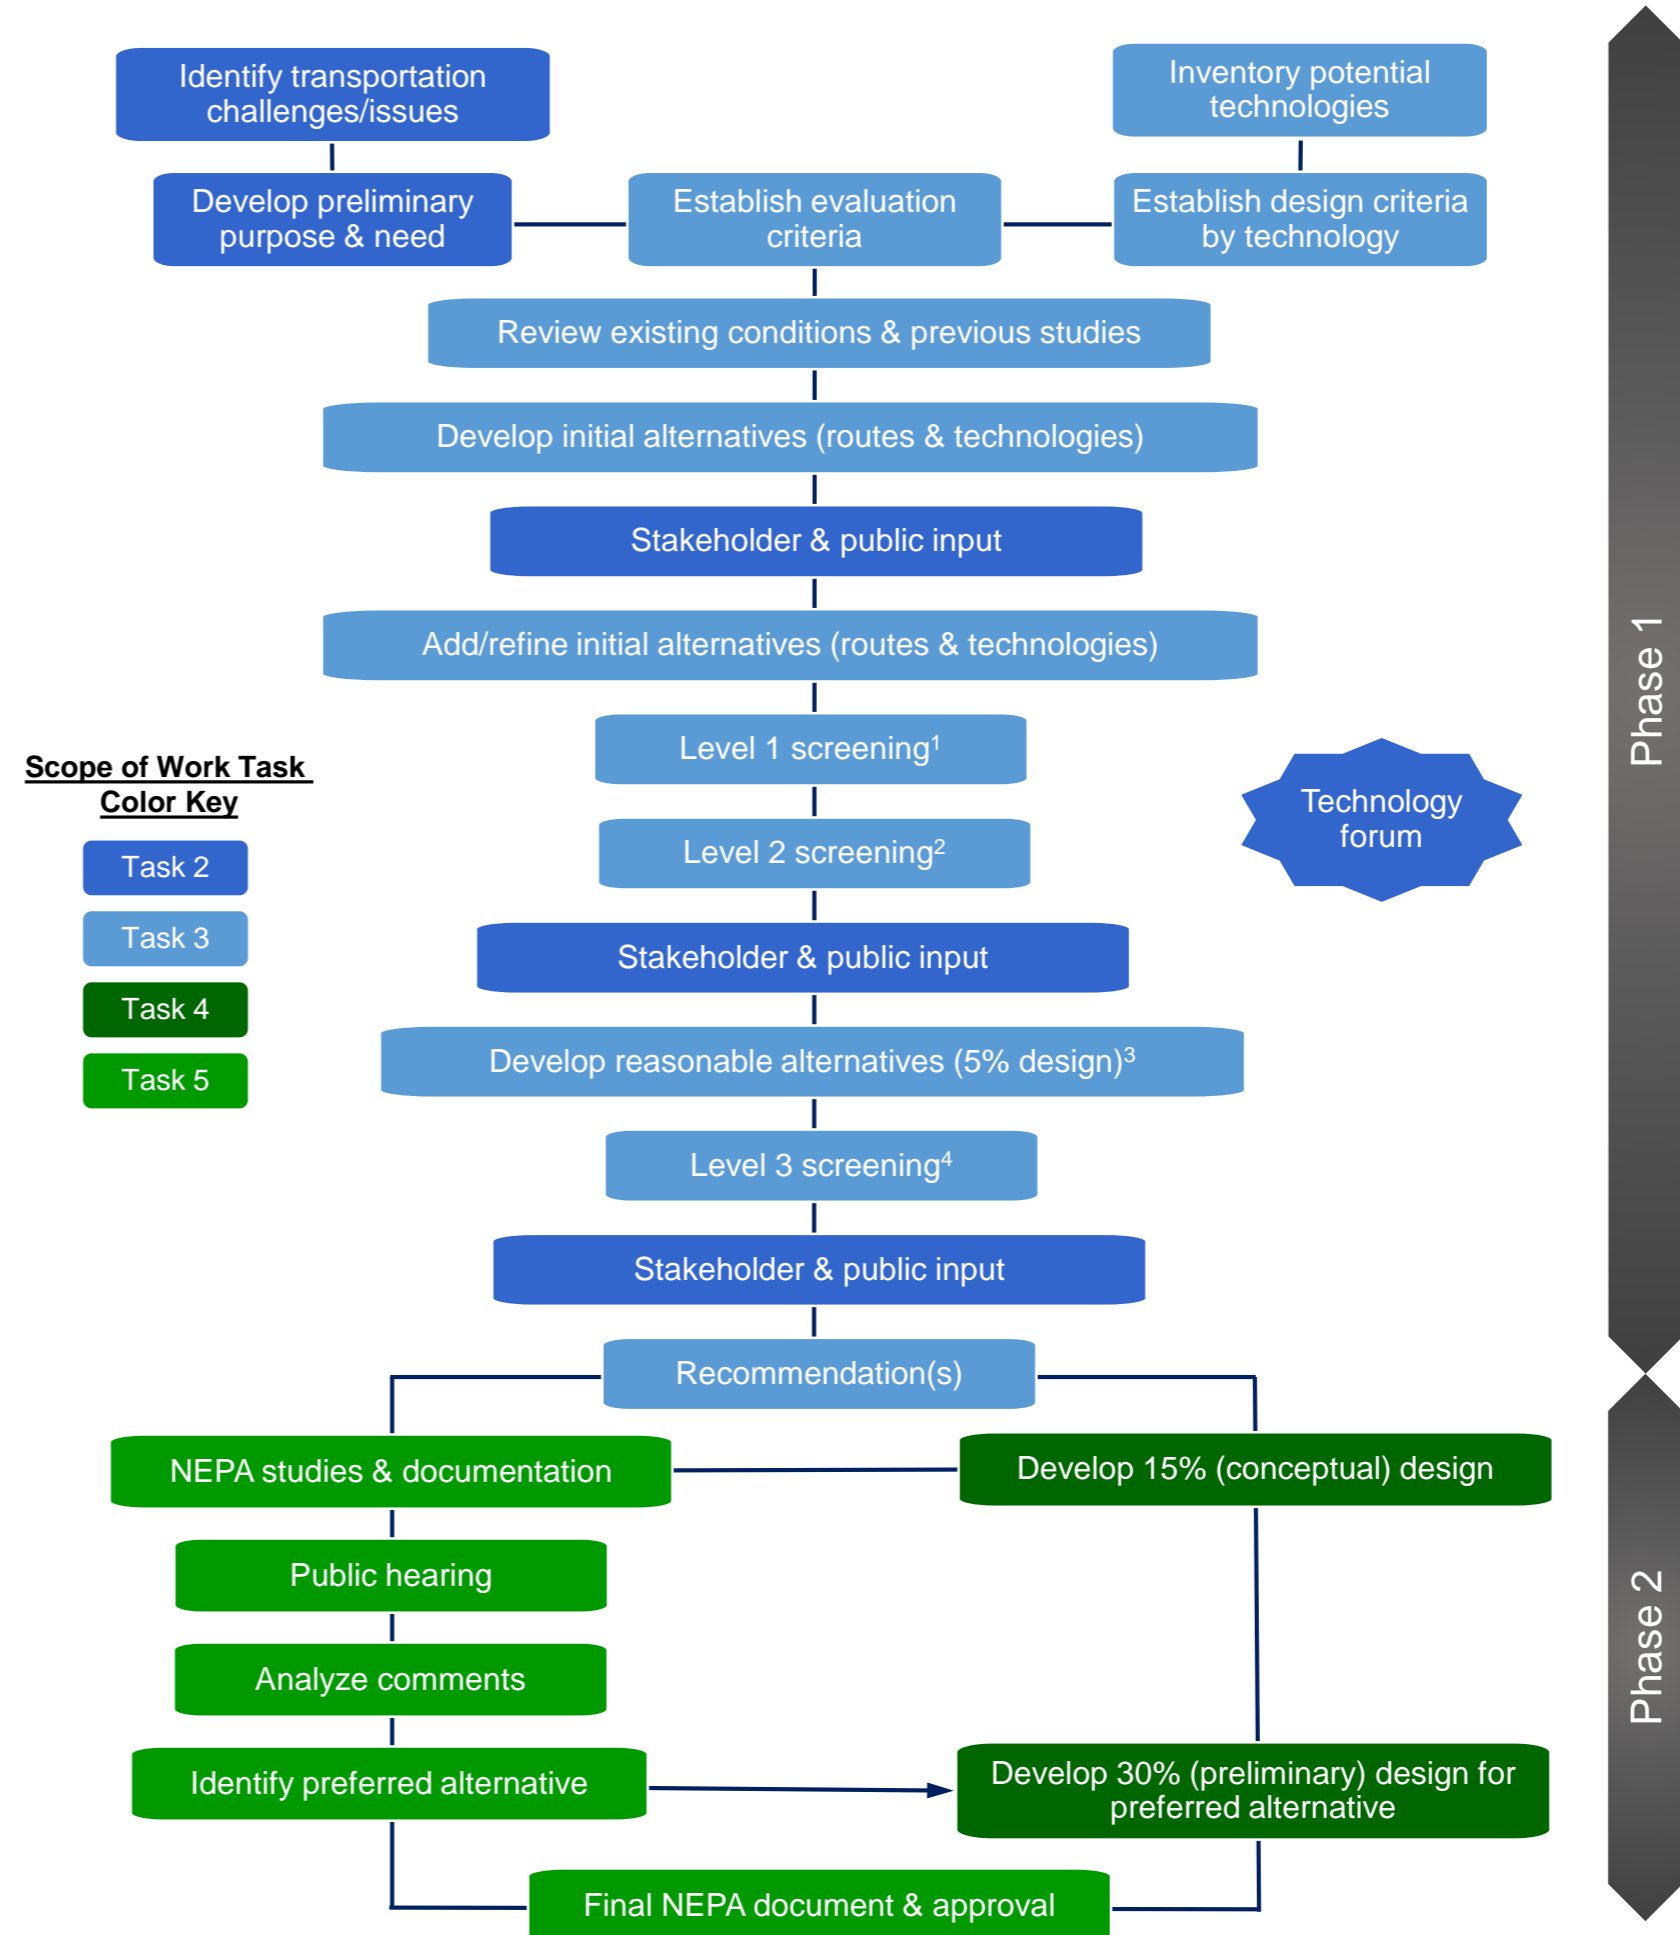 Identify transportation
challenges/issues
Inventory potential
technologies
Develop preliminary
purpose & need
Establish evaluation
criteria
Establish design criteria
by technology
Review existing conditions & previous studies
Develop initial alternatives (routes & technologies)
Stakeholder & public input
Add/refine initial alternatives (routes & technologies)
Level 1 screening¹
Level 2 screening²
Technology
forum
Stakeholder & public input
Develop reasonable alternatives (5% design)³
Level 3 screening⁴
Stakeholder & public input
Recommendation(s)
NEPA studies & documentation
Develop 15% (conceptual) design
Public hearing
Analyze comments
Identify preferred alternative
Develop 30% (preliminary) design for
preferred alternative
Final NEPA document & approval
Scope of Work Task
Color Key
Task 2
Task 3
Task 4
Task 5
Phase 1
Phase 2